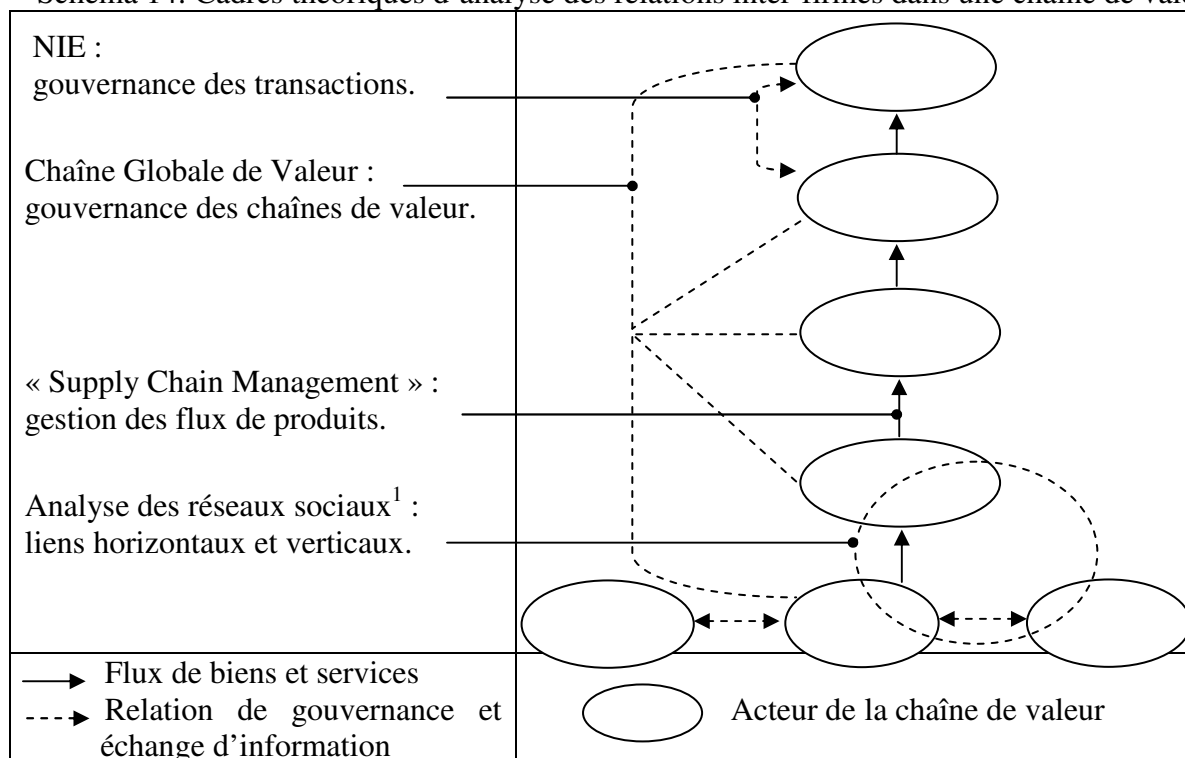 Schéma 14: Cadres théoriques d'analyse des relations inter-firmes dans une chaîne de
NIE :
gouvernance des transactions.
Chaîne Globale de Valeur :
gouvernance des chaînes de valeur.
« Supply Chain Management » :
gestion des flux de produits.
Analyse des réseaux sociaux¹ :
liens horizontaux et verticaux.
Flux de biens et services
Relation de gouvernance et
échange d'information
Acteur de la chaîne de valeur